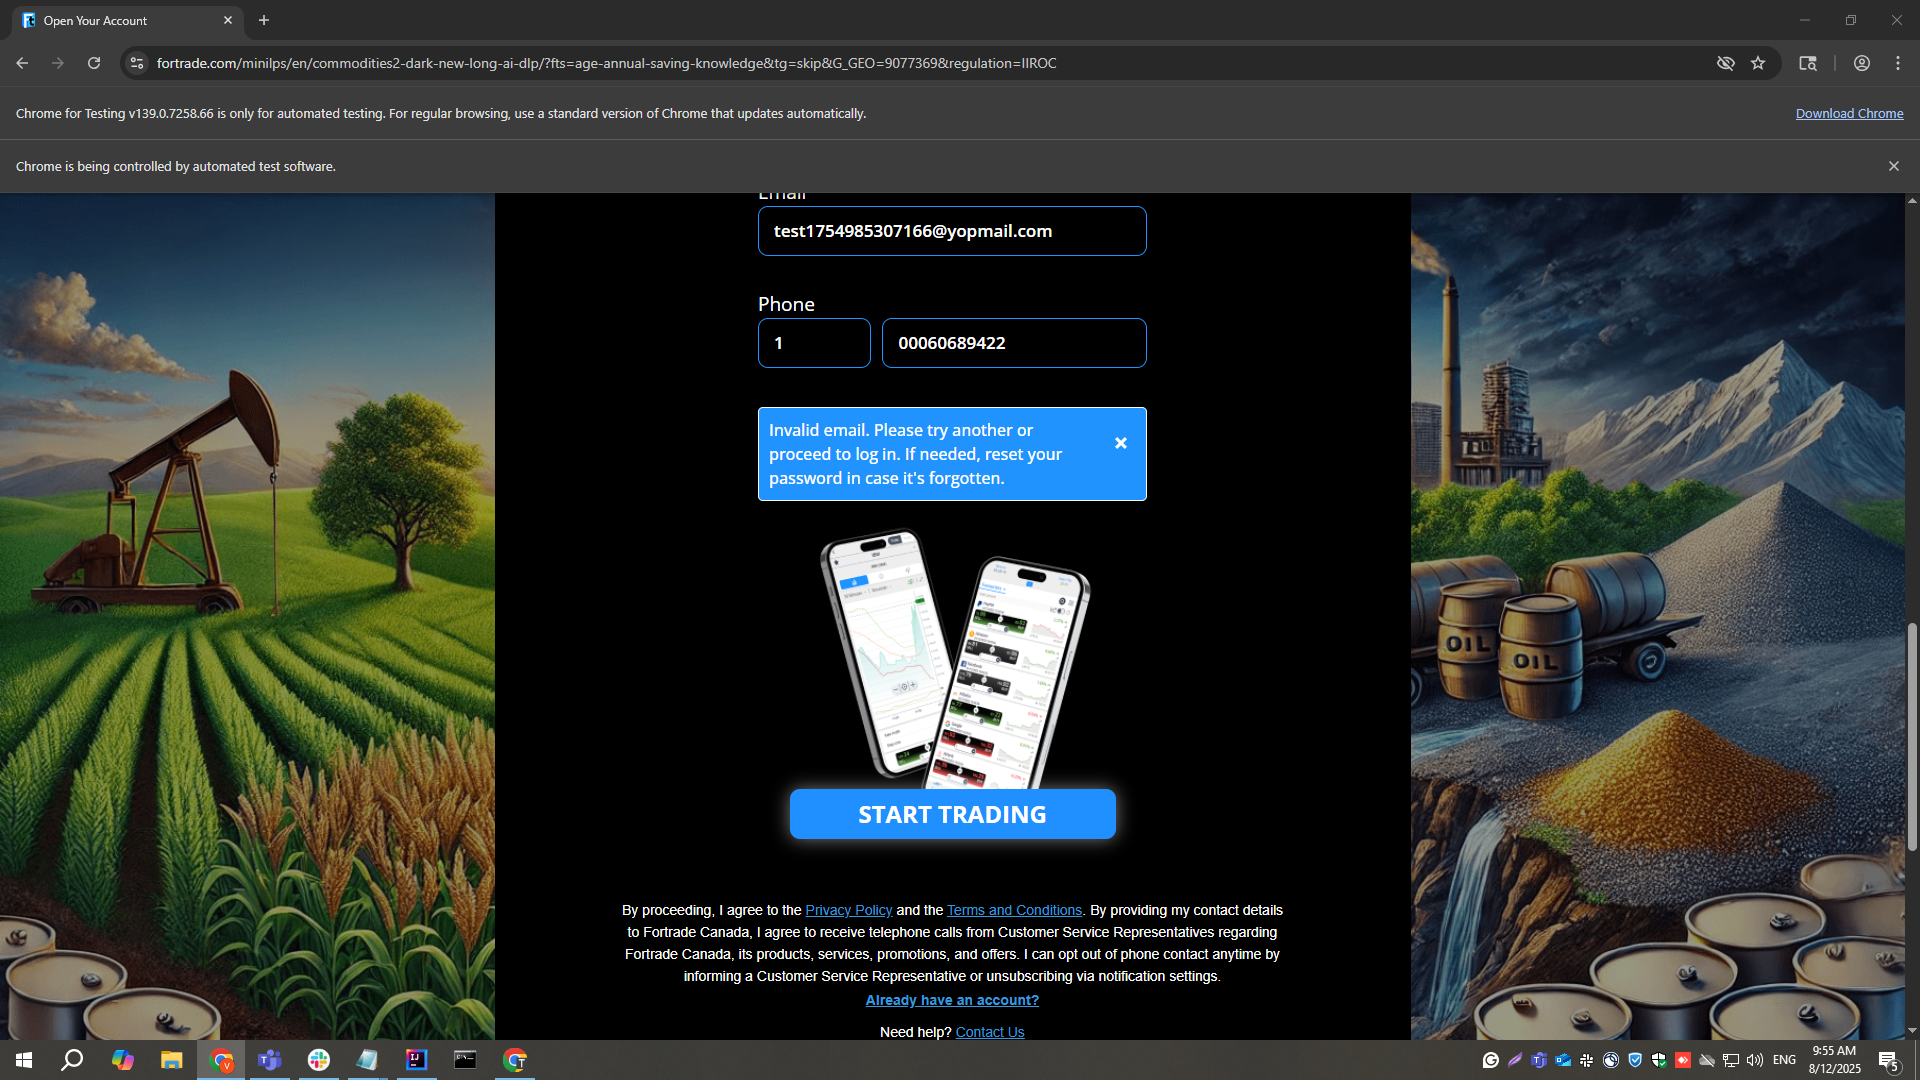 Open Your Account
fortrade.com/minilps/en/commodities2-dark-new-long-ai-dlp/?fts=age-annual-saving-knowledge&tg=skip&G_GEO=9077369&regulation=IIROC
Chrome for Testing v139.0.7258.66 is only for automated testing. For regular browsing, use a standard version of Chrome that updates automatically.
Download Chrome
Chrome is being controlled by automated test software.
Email
test1754985307166@yopmail.com
Phone
1
00060689422
Invalid email. Please try another or
proceed to log in. If needed, reset your
password in case it's forgotten.
OIL
OIL
START TRADING
By proceeding, I agree to the Privacy Policy and the Terms and Conditions. By providing my contact details
to Fortrade Canada, I agree to receive telephone calls from Customer Service Representatives regarding
Fortrade Canada, its products, services, promotions, and offers. I can opt out of phone contact anytime by
informing a Customer Service Representative or unsubscribing via notification settings.
Already have an account?
Need help? Contact Us
ENG
9:55 AM
8/12/2025
5